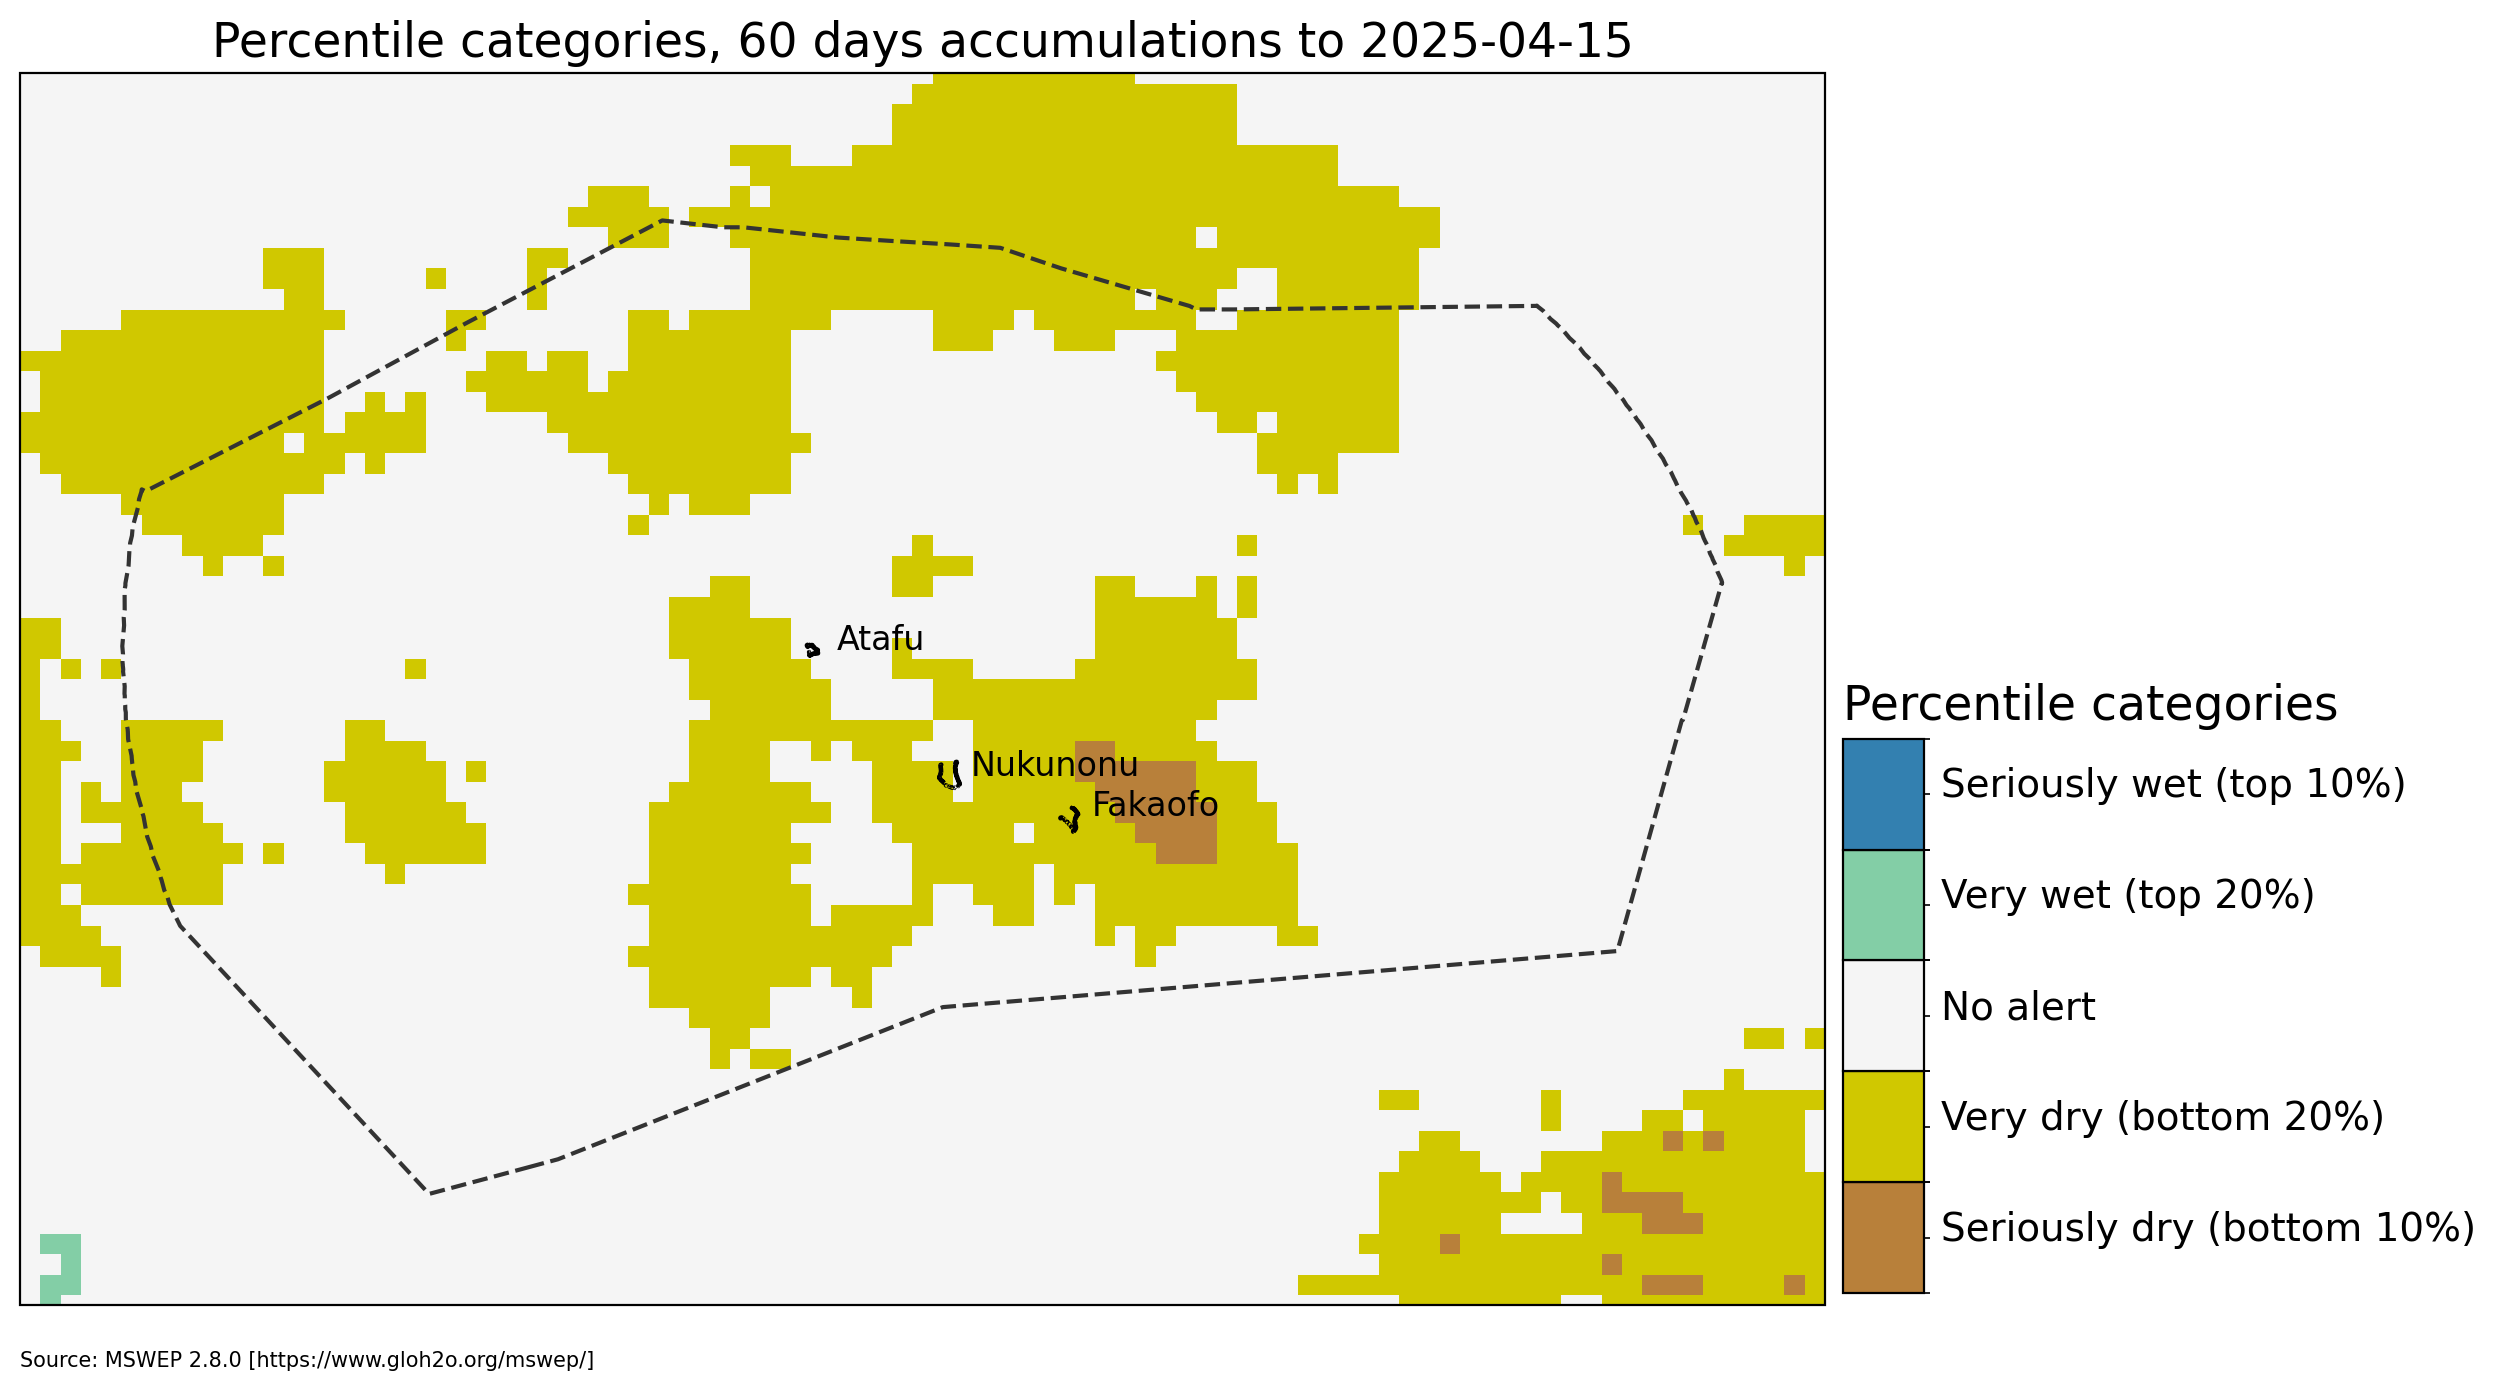 Percentile categories, 60 days accumulations to 2025-04-15
Atafu
Nukunonu
Fakaofo
Percentile categories
Seriously wet (top 10%)
Very wet (top 20%)
No alert
Very dry (bottom 20%)
Seriously dry (bottom 10%)
Source: MSWEP 2.8.0 [https://www.gloh2o.org/mswep/]